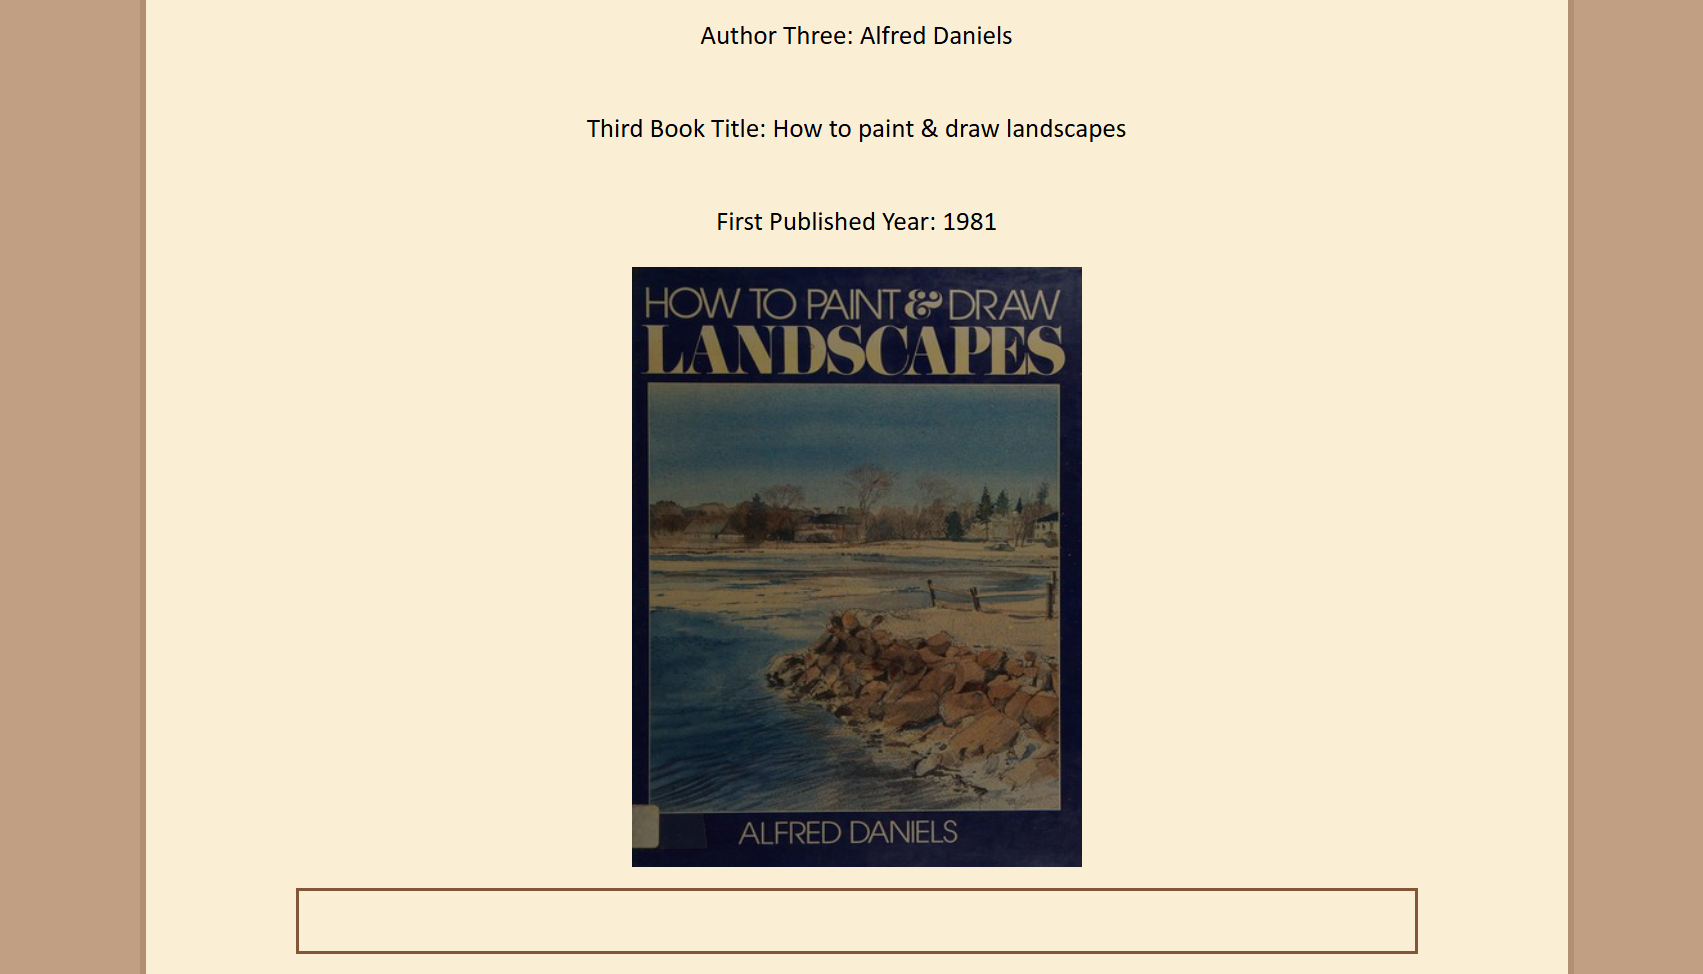 Author Three: Alfred Daniels
Third Book Title: How to paint & draw landscapes
First Published Year: 1981
HOW TO PAINT & DRAW
LANDSCAPES
ALFRED DANIELS